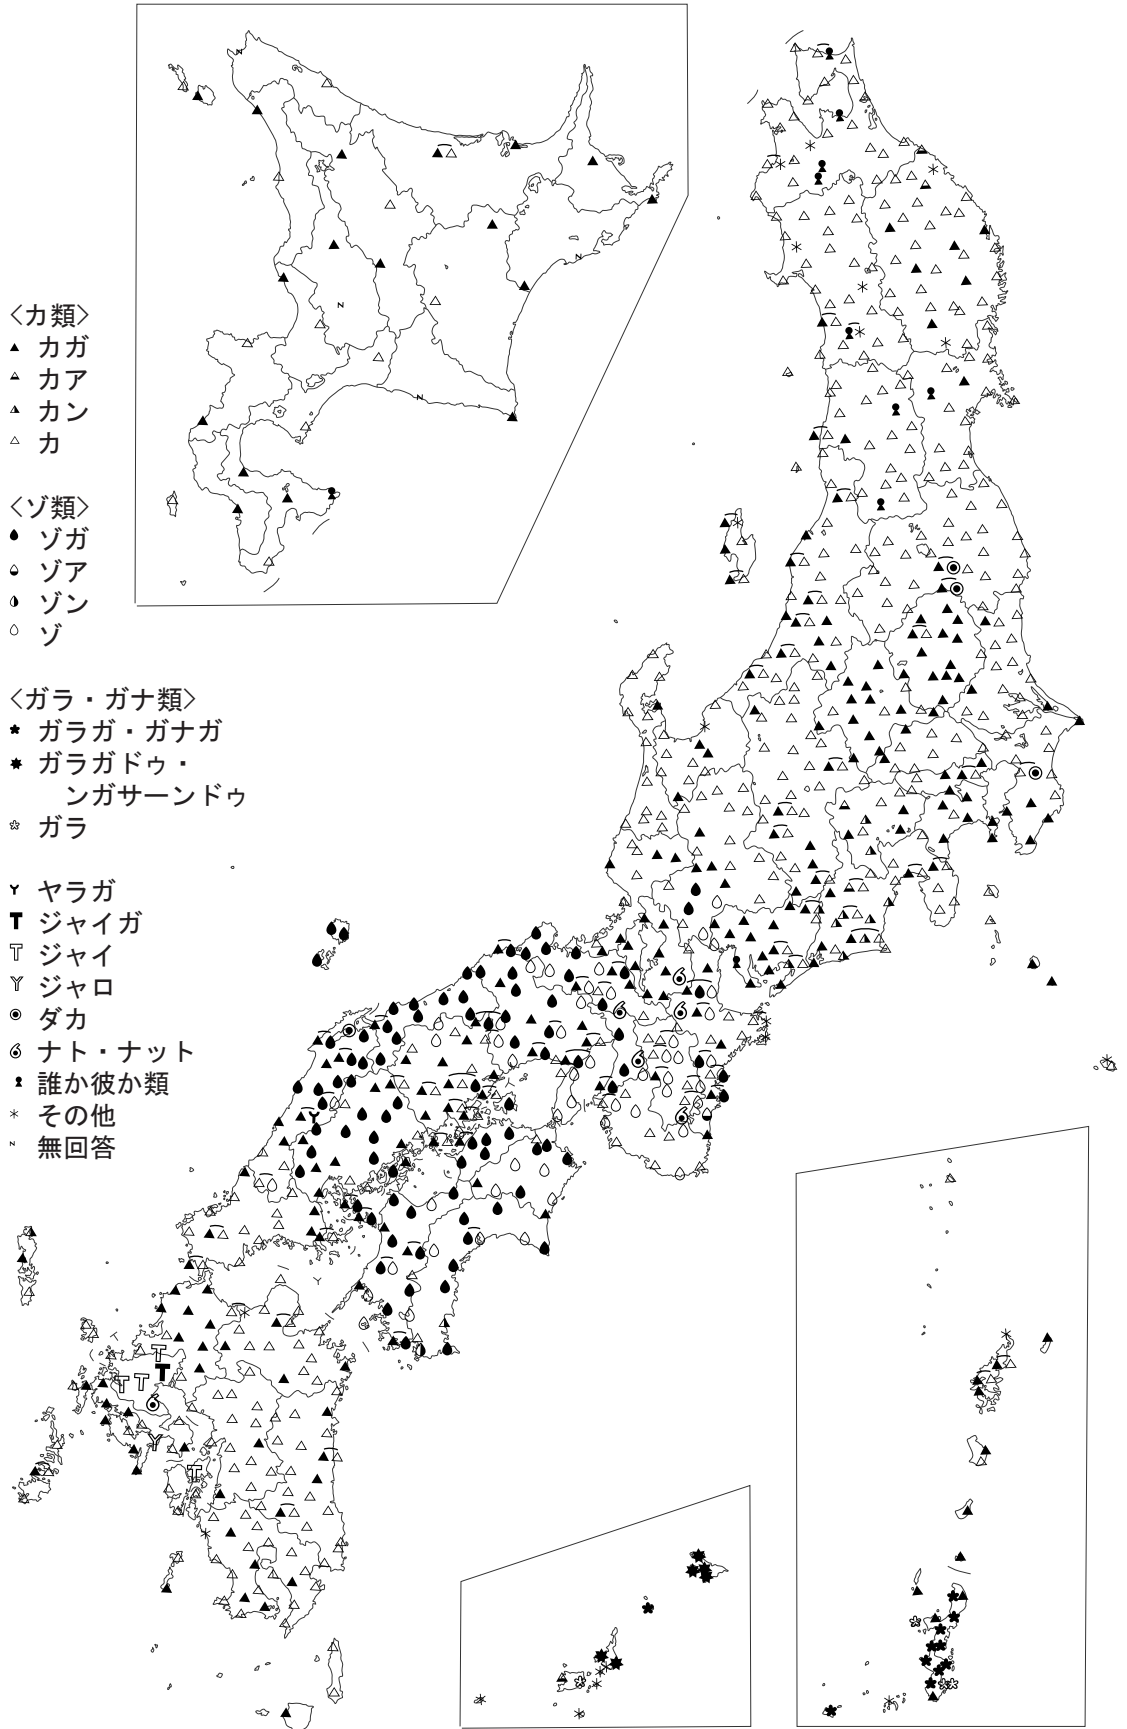 〈カ類〉
カガ
カア
カン
カ
〈ゾ類〉
ゾガ
ゾア
ゾン
ゾ
〈ガラ・ガナ類〉
ガラガ・ガナガ
ガラガドゥ・
ンガサーンドゥ
ガラ
ヤラガ
ジャイガ
ジャイ
ジャロ
ダカ
ナト・ナット
誰か彼か類
その他
無回答